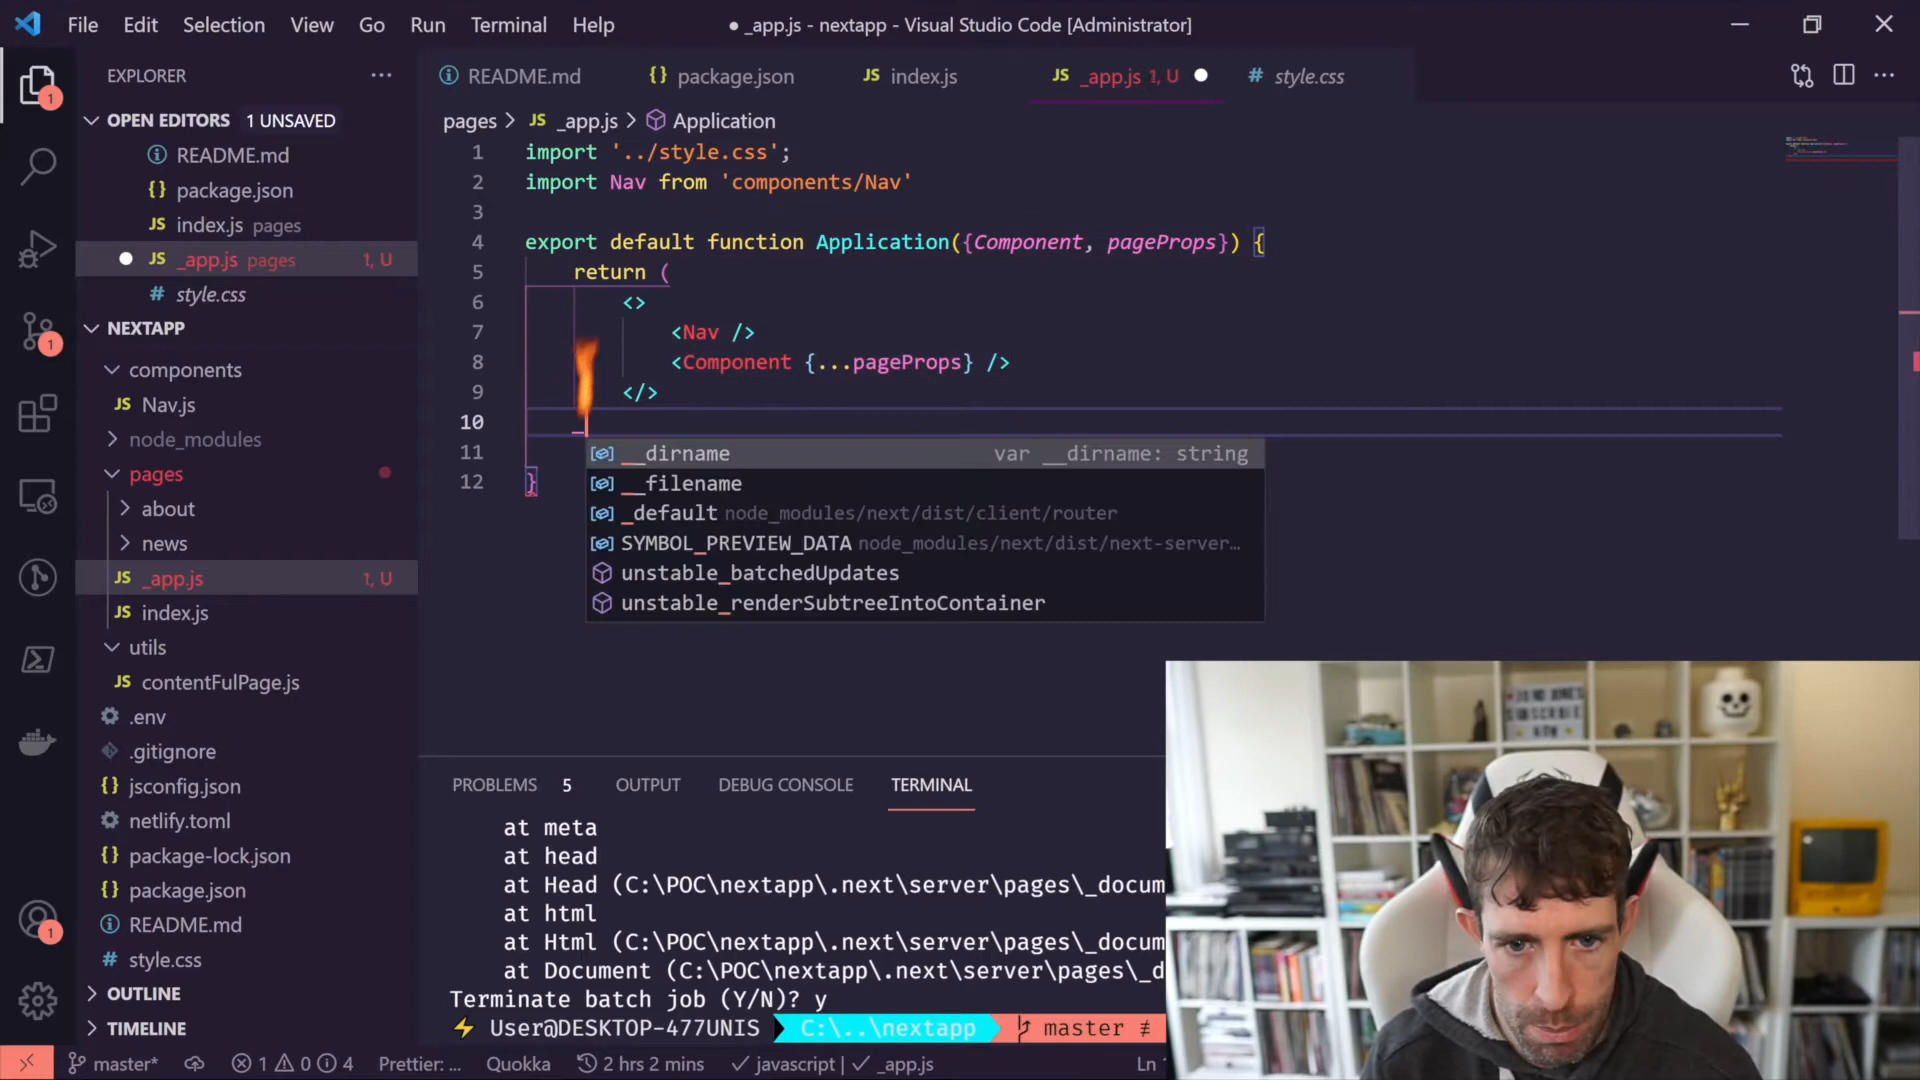 File Edit Selection View Go Run Terminal Help
● _app.js - nextapp - Visual Studio Code [Administrator]
EXPLORER
OPEN EDITORS 1 UNSAVED
README.md
package.json
index.js pages
_app.js pages 1, U
style.css
NEXTAPP
components
Nav.js
node_modules
pages
about
news
_app.js 1, U
index.js
utils
contentFulPage.js
.env
.gitignore
jsconfig.json
netlify.toml
package-lock.json
package.json
README.md
style.css
OUTLINE
TIMELINE
1
1
1
README.md package.json index.js _app.js 1, U style.css
pages > JS _app.js > Application
1 import '../style.css';
2 import Nav from 'components/Nav'
3
4 export default function Application({Component, pageProps}) {
5 return (
6 <>
7 <Nav />
8 <Component {...pageProps} />
9 </>
10 _
11
12 }
__dirname var __dirname: string
__filename
_default node_modules/next/dist/client/router
SYMBOL_PREVIEW_DATA node_modules/next/dist/next-server…
unstable_batchedUpdates
unstable_renderSubtreeIntoContainer
PROBLEMS 5 OUTPUT DEBUG CONSOLE TERMINAL
at meta
at head
at Head (C:\POC\nextapp\.next\server\pages\_docum
at html
at Html (C:\POC\nextapp\.next\server\pages\_docum
at Document (C:\POC\nextapp\.next\server\pages\_d
Terminate batch job (Y/N)? y
User@DESKTOP-477UNIS C:\..\nextapp master ≢
master* 1 0 4 Prettier: ... Quokka 2 hrs 2 mins javascript | _app.js Ln
SUBSCRIBE